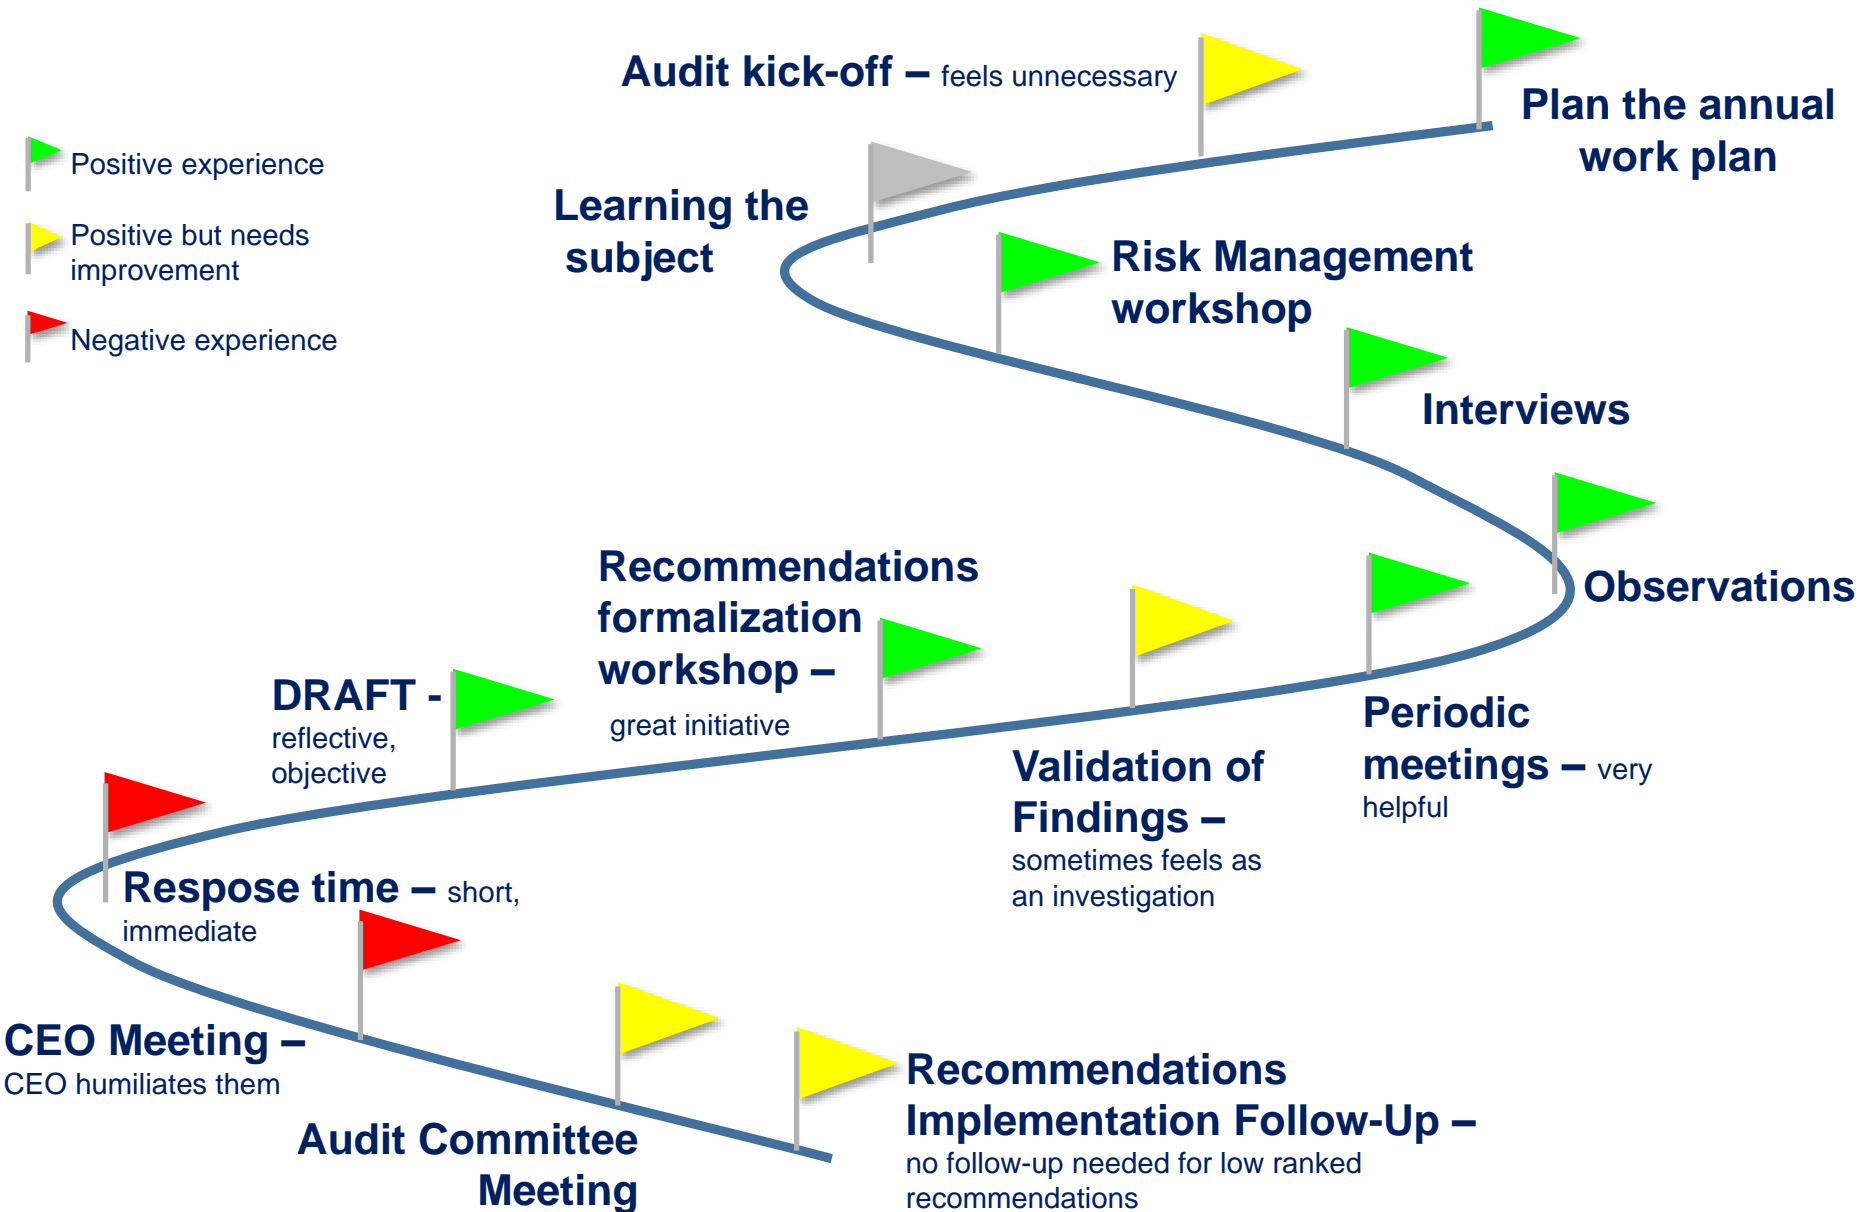 Positive experience
Positive but needs
improvement
Negative experience
Plan the annual
work plan
Audit kick-off – feels unnecessary
Learning the
subject
Risk Management
workshop
Interviews
Observations
Periodic
meetings – very
helpful
Validation of
Findings –
sometimes feels as
an investigation
Recommendations
formalization
workshop –
great initiative
DRAFT -
reflective,
objective
Respose time – short,
immediate
CEO Meeting –
CEO humiliates them
Audit Committee
Meeting
Recommendations
Implementation Follow-Up –
no follow-up needed for low ranked
recommendations